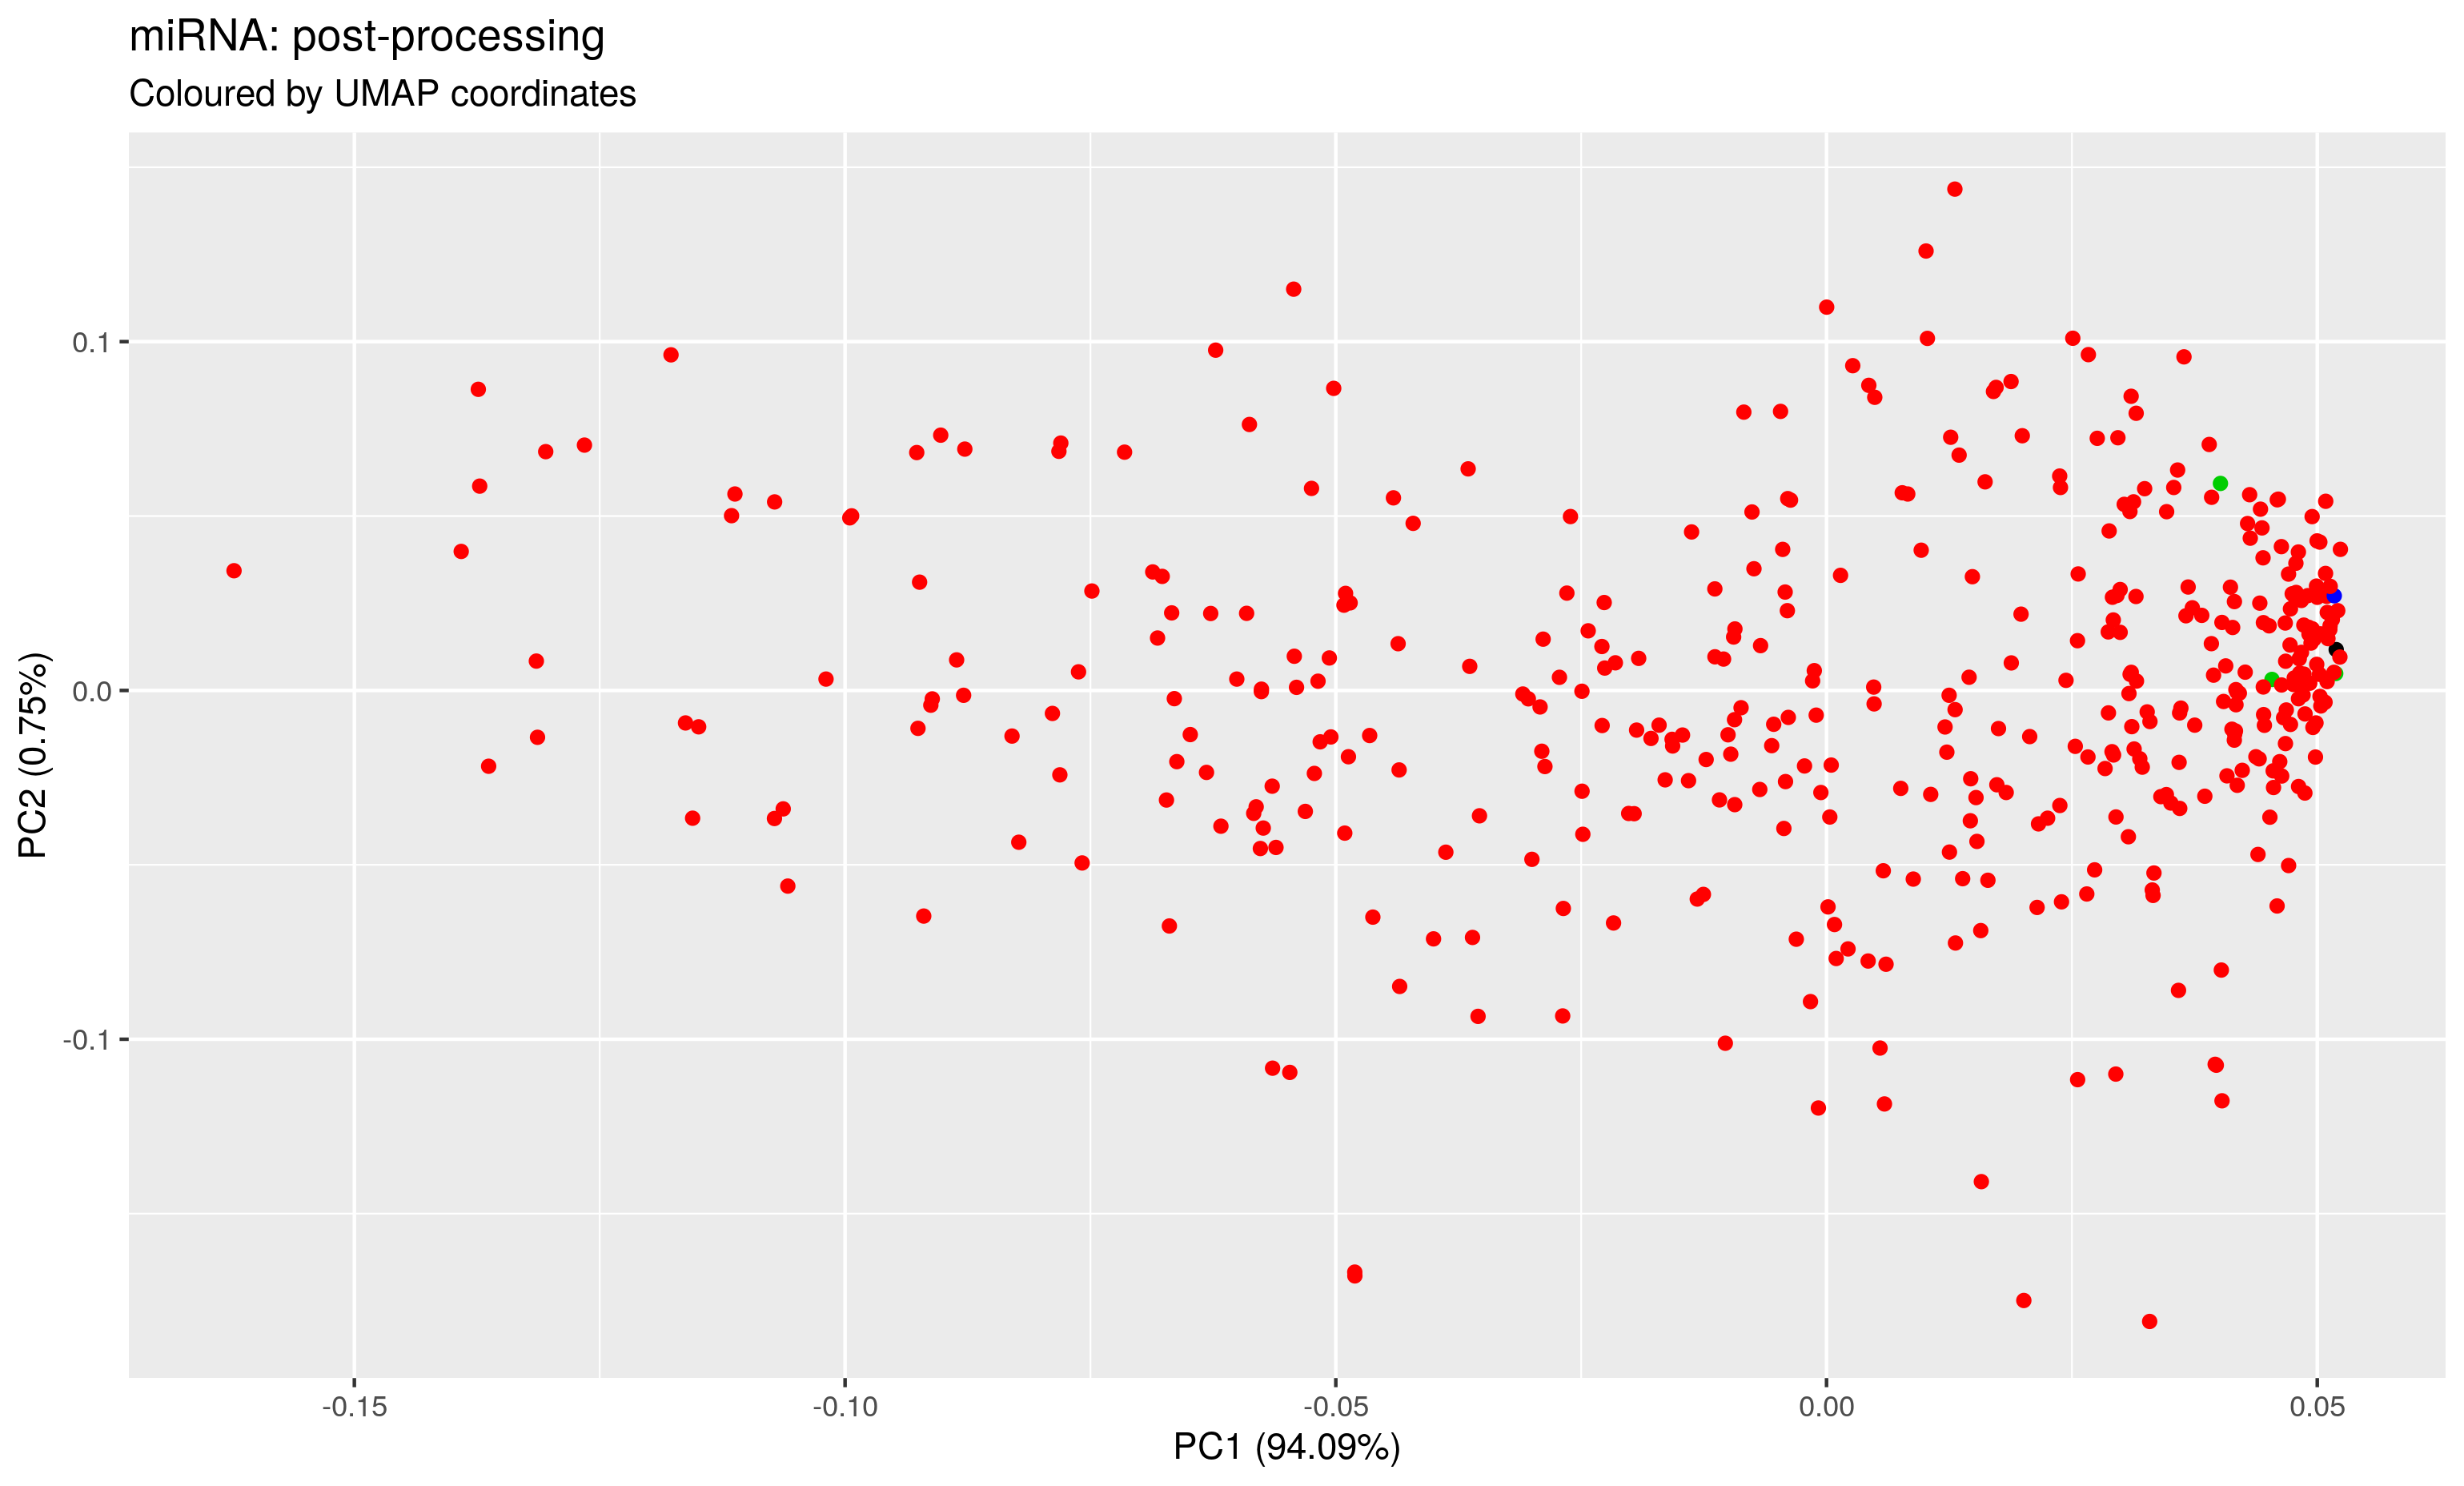 miRNA: post-processing
Coloured by UMAP coordinates
PC2 (0.75%)
0.1
0.0
-0.1
-0.15
-0.10
-0.05
0.00
0.05
PC1 (94.09%)